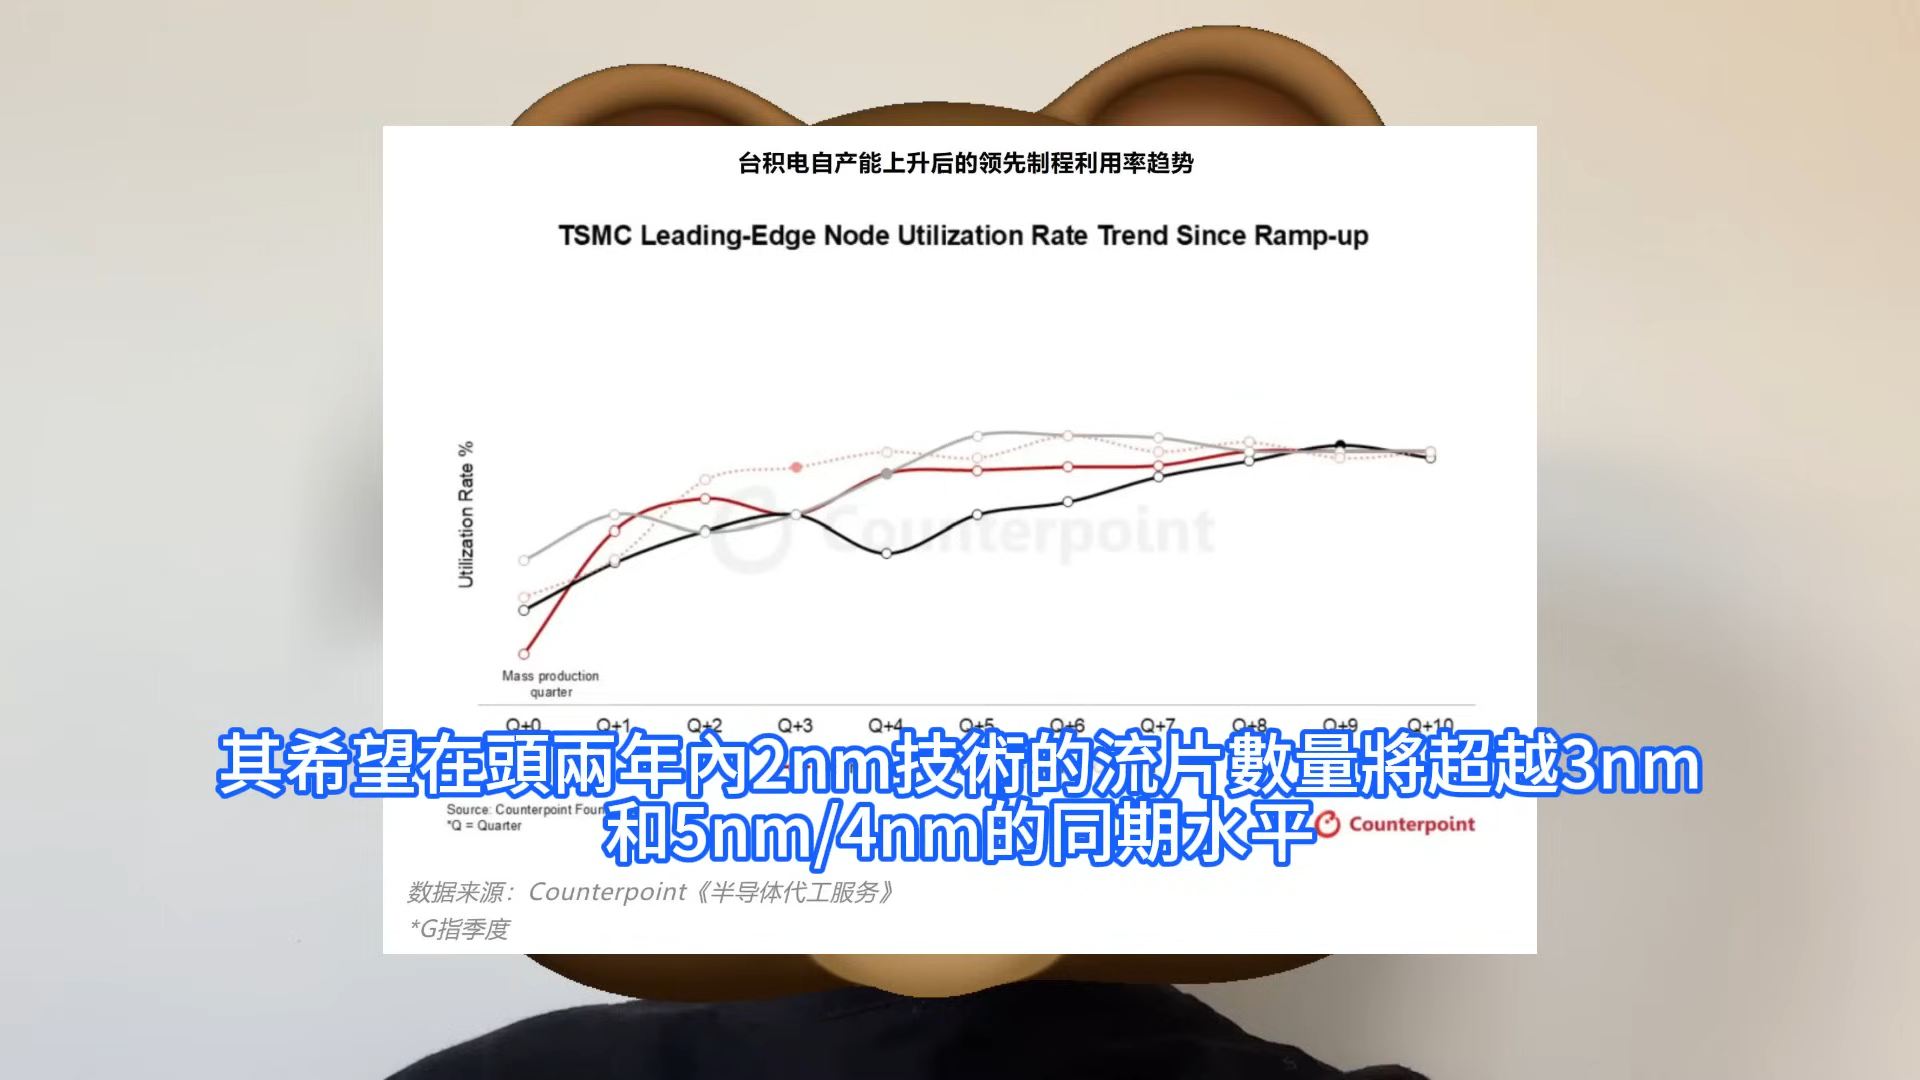 台积电自产能上升后的领先制程利用率趋势
TSMC Leading-Edge Node Utilization Rate Trend Since Ramp-up
Utilization Rate %
Counterpoint
Mass production
quarter
Q+0 Q+1 Q+2 Q+3 Q+4 Q+5 Q+6 Q+7 Q+8 Q+9 Q+10
其希望在頭兩年內2nm技術的流片數量將超越3nm
和5nm/4nm的同期水平
Source: Counterpoint
*Q = Quarter
Counterpoint
数据来源：Counterpoint《半导体代工服务》
*G指季度